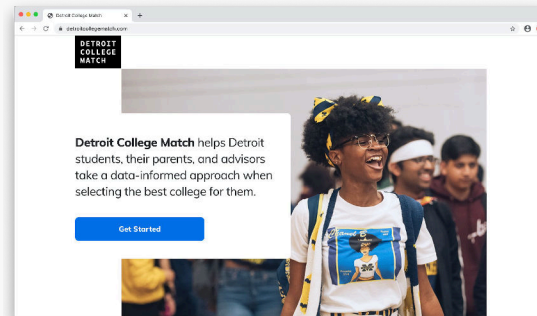 Detroit College Match
detroitcollegematch.com
DETROIT
COLLEGE
MATCH
Detroit College Match helps Detroit
students, their parents, and advisors
take a data-informed approach when
selecting the best college for them.
Get Started